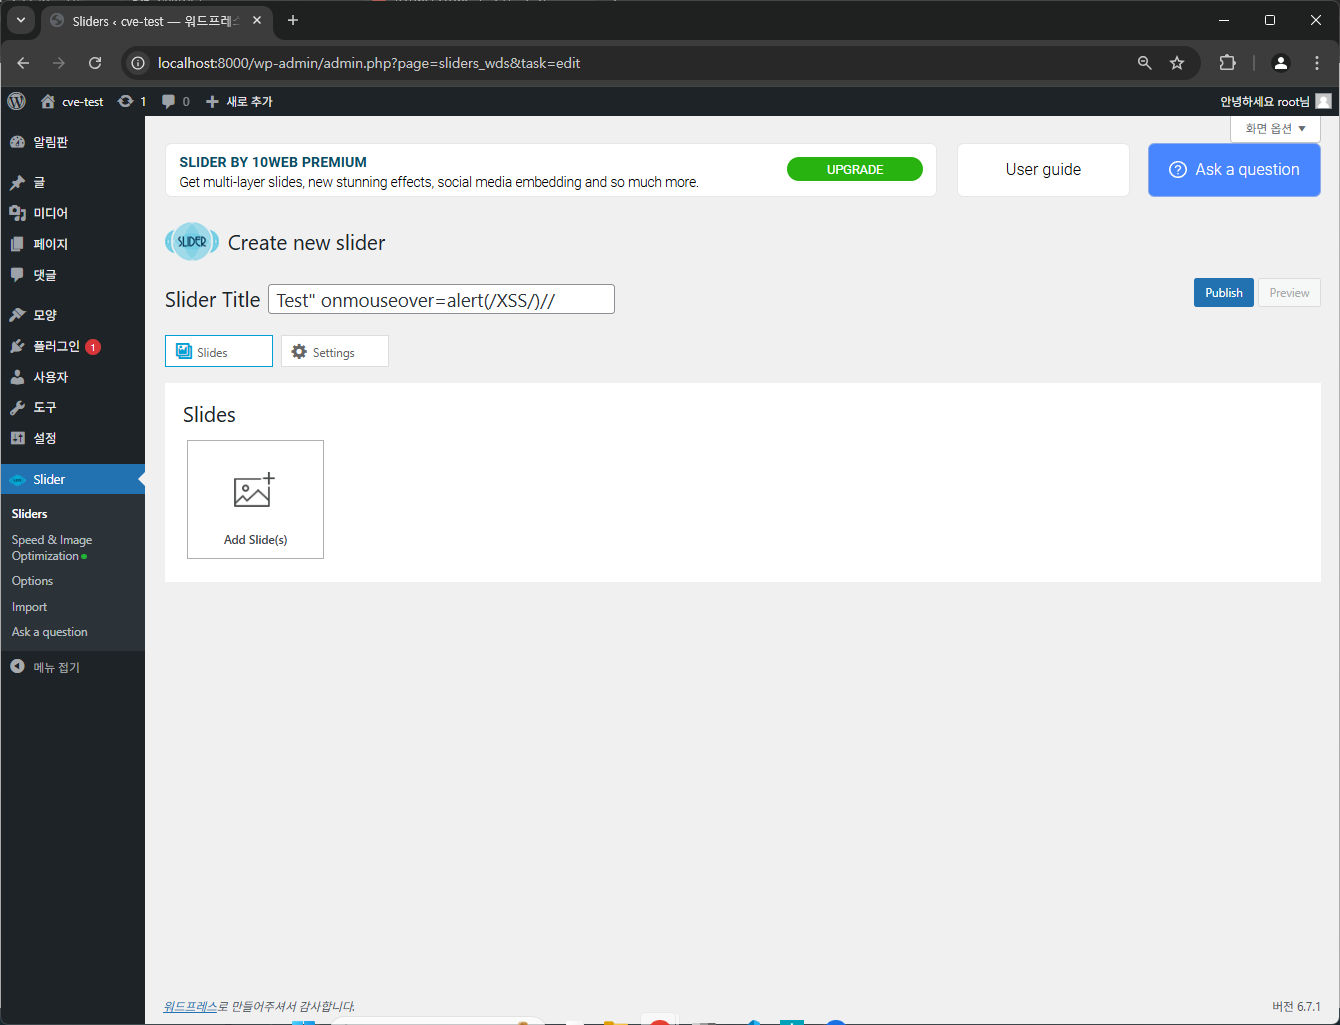 Sliders ‹ cve-test — 워드프레스
localhost:8000/wp-admin/admin.php?page=sliders_wds&task=edit
cve-test 1 0 새로 추가 안녕하세요 root님
화면 옵션 ▼
알림판
글
미디어
페이지
댓글
모양
플러그인 1
사용자
도구
설정
Slider
Sliders
Speed & Image
Optimization
Options
Import
Ask a question
메뉴 접기
SLIDER BY 10WEB PREMIUM
Get multi-layer slides, new stunning effects, social media embedding and so much more.
UPGRADE
User guide
Ask a question
SLIDER
Create new slider
Slider Title Test" onmouseover=alert(/XSS/)//
Publish Preview
Slides Settings
Slides
Add Slide(s)
워드프레스로 만들어주셔서 감사합니다.
버전 6.7.1